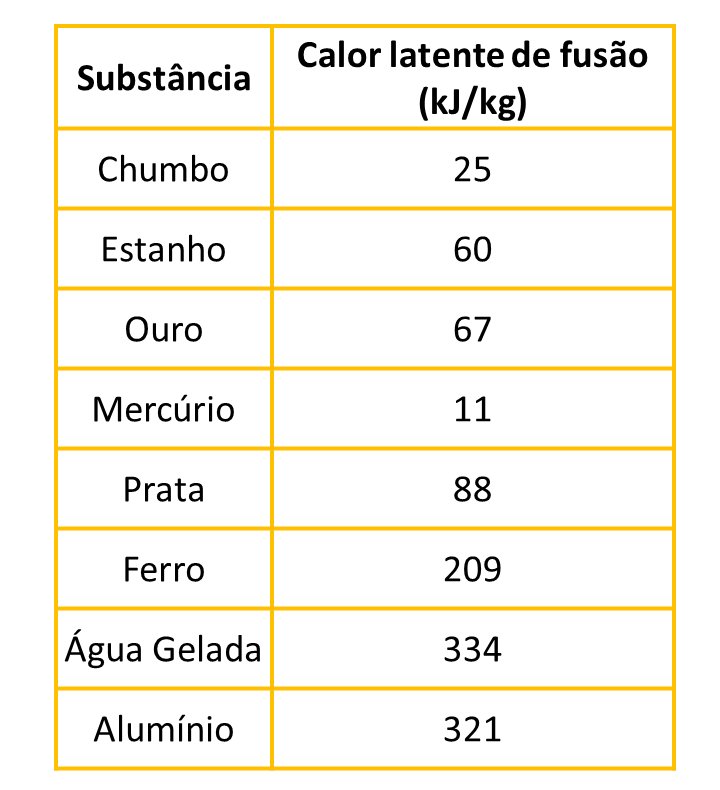 Substância Calor latente de fusão
(kJ/kg)
Chumbo 25
Estanho 60
Ouro 67
Mercúrio 11
Prata 88
Ferro 209
Água Gelada 334
Alumínio 321